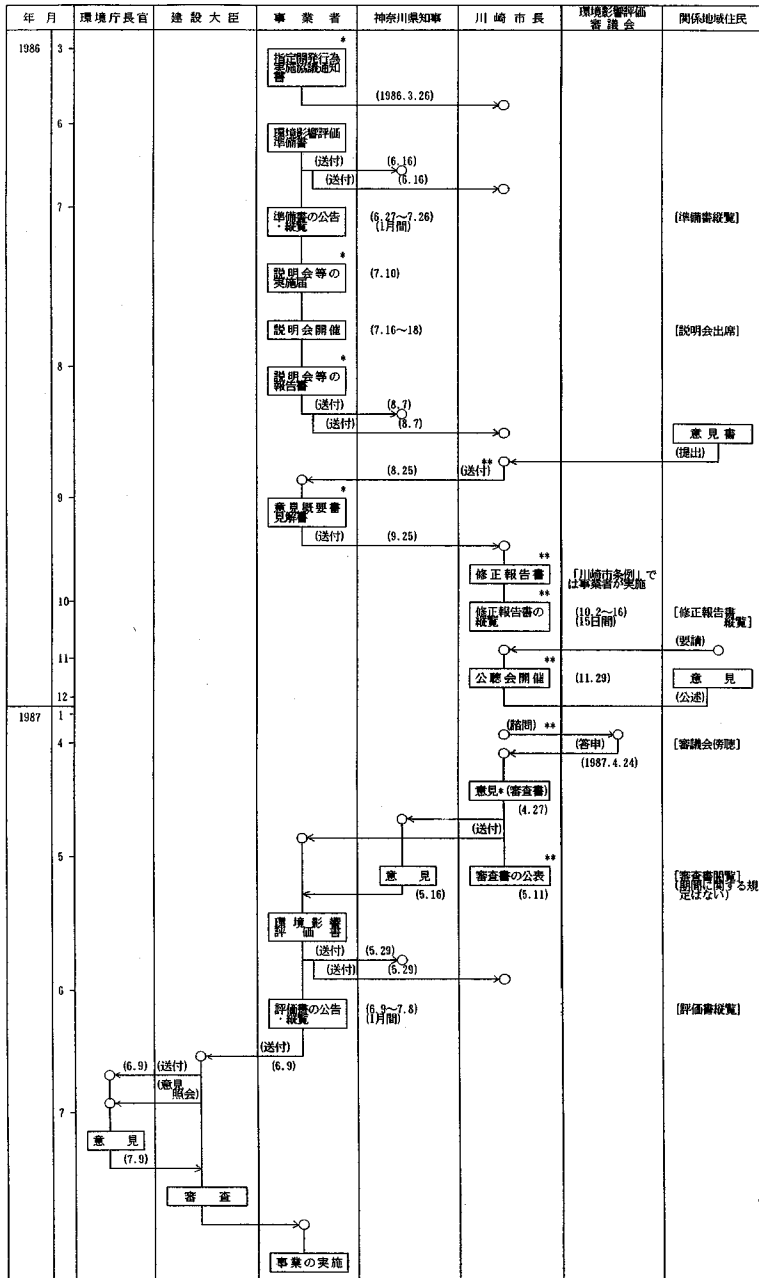 年 月 環境庁長官 建設大臣 事業者 神奈川県知事 川崎市長 環境影響評価審議会 関係地域住民
1986 3
*
指定開発行為
実施協議通知
書
(1986.3.26)
6
環境影響評価
準備書
(送付) (6.16)
(送付) (6.16)
7
準備書の公告
・縦覧
(6.27〜7.26)
(1月間)
[準備書縦覧]
*
説明会等の
実施届
(7.10)
説明会開催 (7.16〜18) [説明会出席]
8
*
説明会等の
報告書
(送付) (8.7)
(送付) (8.7)
意見書
(提出)
**
(8.25) (送付)
9
*
意見概要書
見解書
(送付) (9.25)
**
修正報告書
「川崎市条例」で
は事業者が実施
10
**
修正報告書の
縦覧
(10.2〜16)
(15日間)
[修正報告書
縦覧]
(要請)
11
**
公聴会開催 (11.29) 意見
12
(公述)
1987 1
(諮問) **
4
(答申) [審議会傍聴]
(1987.4.24)
意見*(審査書)
(4.27)
(送付)
5
**
意見 審査書の公表
(5.16) (5.11)
[審査書閲覧]
(期間に関する規
定はない)
環境影響
評価書
(送付) (5.29)
(送付) (5.29)
6
評価書の公告
・縦覧
(6.9〜7.8)
(1月間)
[評価書縦覧]
(送付)
(6.9)
(6.9) (送付)
(意見
照会)
7
意見
(7.9)
審査
事業の実施